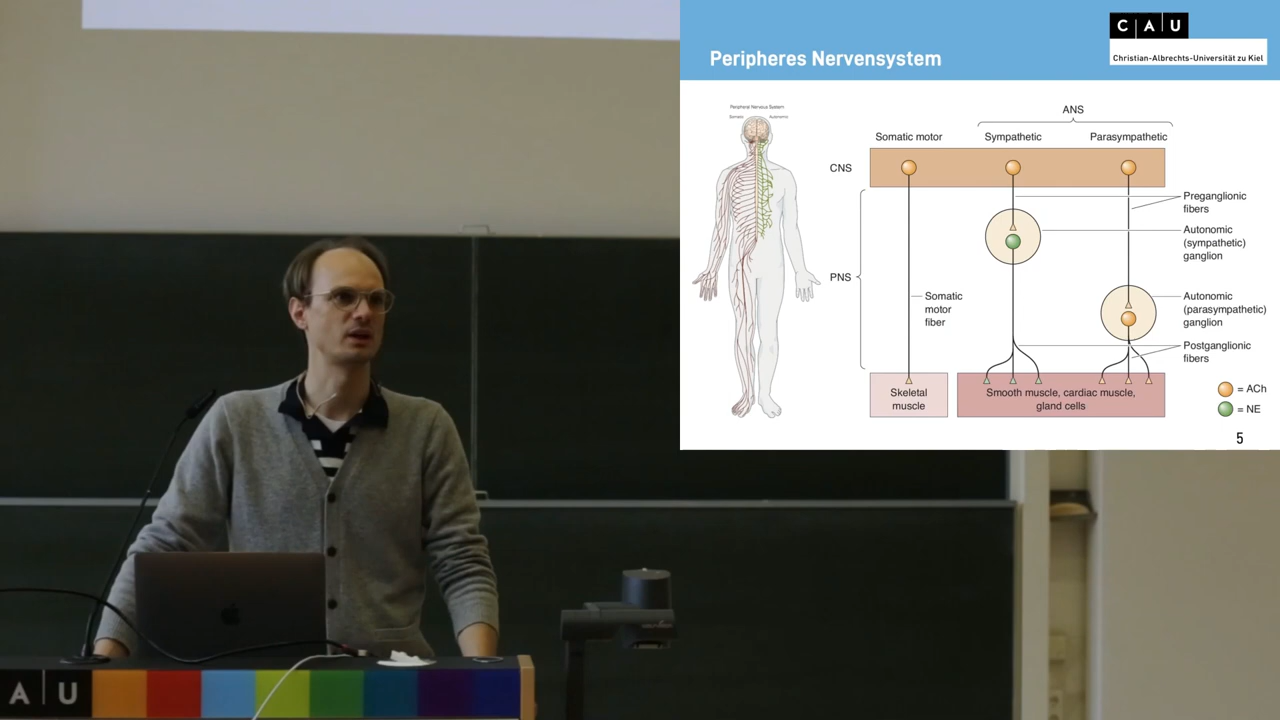 Peripheres Nervensystem
C A U
Christian-Albrechts-Universität zu Kiel
Peripheral Nervous System
Somatic
Autonomic
ANS
Somatic motor
Sympathetic
Parasympathetic
CNS
Preganglionic
fibers
Autonomic
(sympathetic)
ganglion
PNS
Somatic
motor
fiber
Autonomic
(parasympathetic)
ganglion
Postganglionic
fibers
Skeletal
muscle
Smooth muscle, cardiac muscle,
gland cells
= ACh
= NE
5
A U